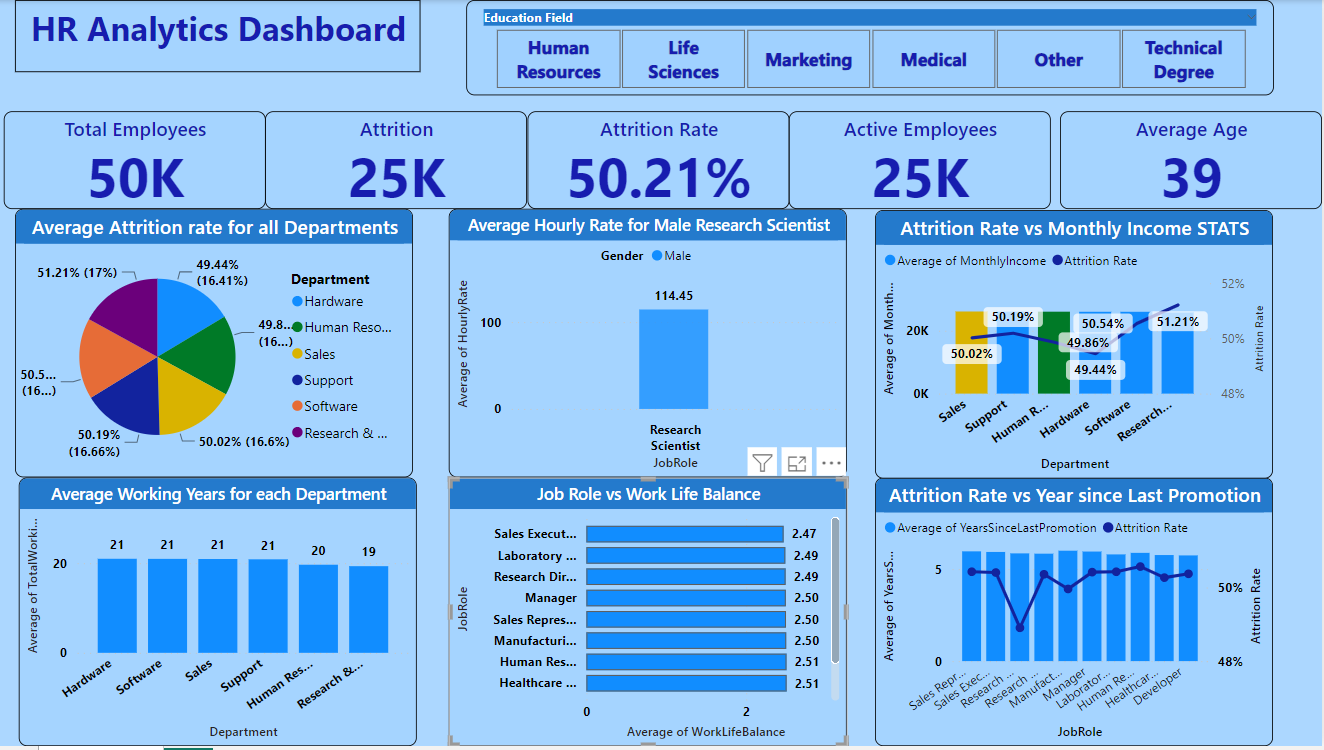 HR Analytics Dashboard
Education Field
Human
Resources
Life
Sciences
Marketing
Medical
Other
Technical
Degree
Total Employees
50K
Attrition
25K
Attrition Rate
50.21%
Active Employees
25K
Average Age
39
Average Attrition rate for all Departments
51.21% (17%)
49.44%
(16.41%)
49.8...
(16...)
50.5...
(16...)
50.19%
(16.66%)
50.02% (16.6%)
Department
Hardware
Human Reso...
Sales
Support
Software
Research & ...
Average Hourly Rate for Male Research Scientist
Gender Male
Average of HourlyRate
114.45
100
0
Research
Scientist
JobRole
Attrition Rate vs Monthly Income STATS
Average of MonthlyIncome Attrition Rate
Average of Month...
20K
0K
50.02%
50.19%
49.86%
49.44%
50.54%
51.21%
52%
50%
48%
Attrition Rate
Sales
Support
Human R...
Hardware
Software
Research...
Department
Average Working Years for each Department
Average of TotalWorki...
20
0
21
21
21
21
20
19
Hardware
Software
Sales
Support
Human Res...
Research &...
Department
Job Role vs Work Life Balance
JobRole
Sales Execut... 2.47
Laboratory ... 2.49
Research Dir... 2.49
Manager 2.50
Sales Repres... 2.50
Manufacturi... 2.50
Human Res... 2.51
Healthcare ... 2.51
0 2
Average of WorkLifeBalance
Attrition Rate vs Year since Last Promotion
Average of YearsSinceLastPromotion Attrition Rate
Average of YearsS...
5
0
50%
48%
Attrition Rate
Sales Repr...
Sales Exec...
Research ...
Research ...
Manufact...
Manager
Laborator...
Human Re...
Healthcar...
Developer
JobRole